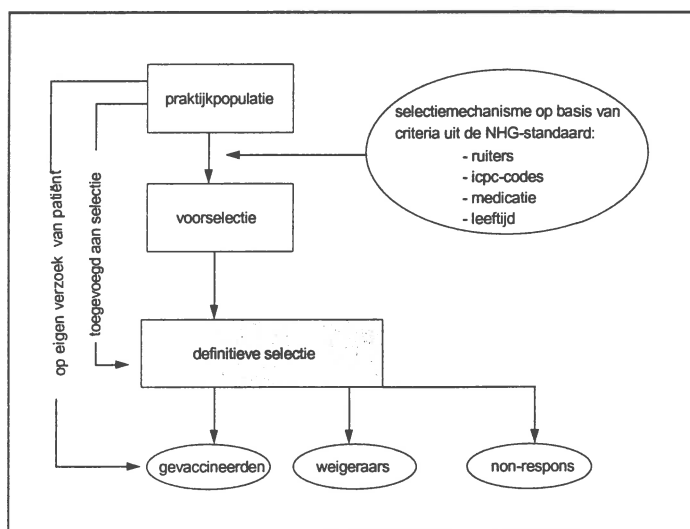 praktijkpopulatie
selectiemechanisme op basis van
criteria uit de NHG-standaard:
- ruiters
- icpc-codes
- medicatie
- leeftijd
op eigen verzoek van patiënt
toegevoegd aan selectie
voorselectie
definitieve selectie
gevaccineerden
weigeraars
non-respons